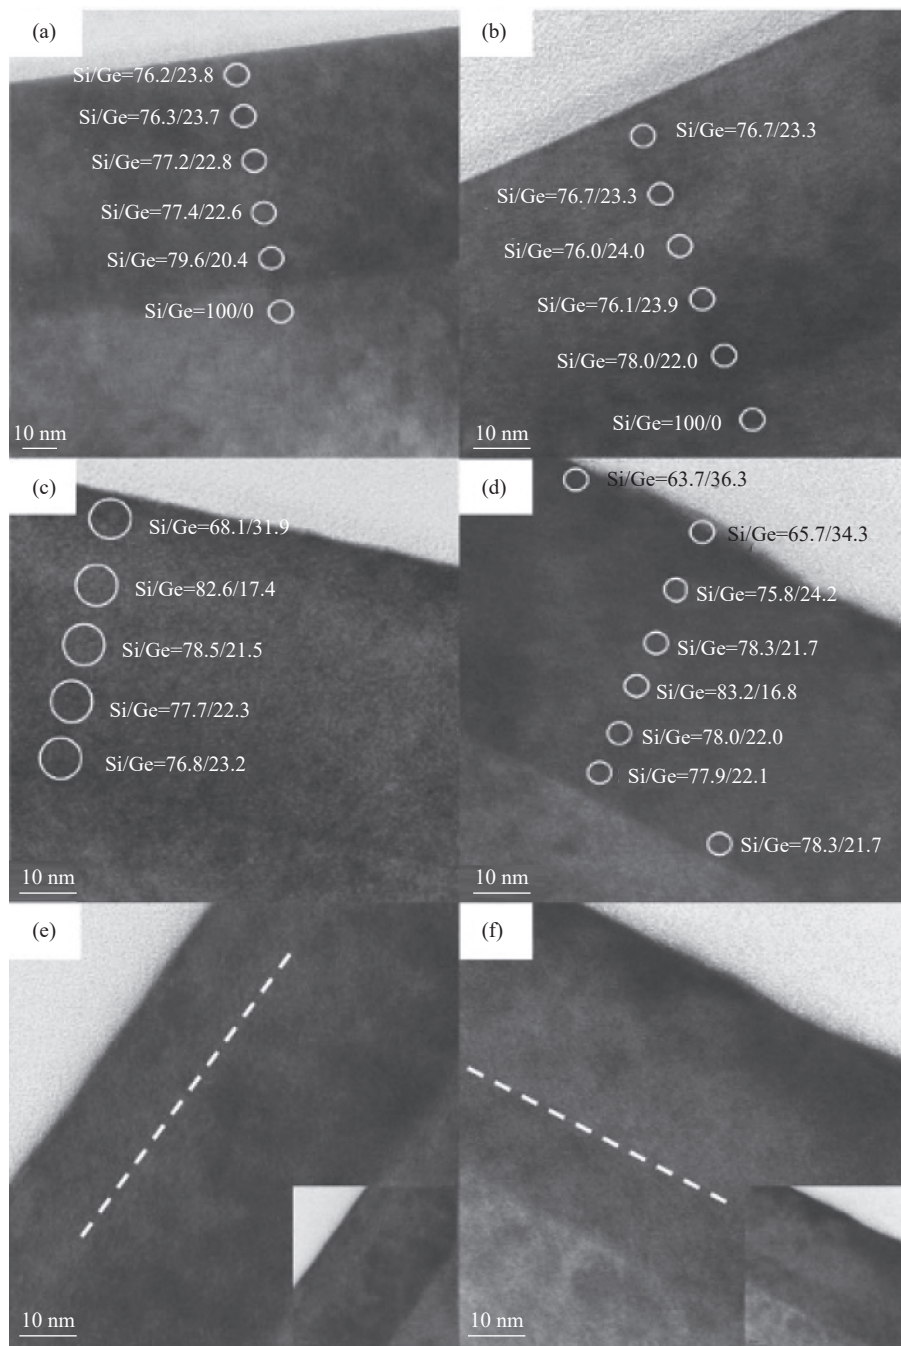 (a)
Si/Ge=76.2/23.8
Si/Ge=76.3/23.7
Si/Ge=77.2/22.8
Si/Ge=77.4/22.6
Si/Ge=79.6/20.4
Si/Ge=100/0
10 nm
(b)
Si/Ge=76.7/23.3
Si/Ge=76.7/23.3
Si/Ge=76.0/24.0
Si/Ge=76.1/23.9
Si/Ge=78.0/22.0
Si/Ge=100/0
10 nm
(c)
Si/Ge=68.1/31.9
Si/Ge=82.6/17.4
Si/Ge=78.5/21.5
Si/Ge=77.7/22.3
Si/Ge=76.8/23.2
10 nm
(d)
Si/Ge=63.7/36.3
Si/Ge=65.7/34.3
Si/Ge=75.8/24.2
Si/Ge=78.3/21.7
Si/Ge=83.2/16.8
Si/Ge=78.0/22.0
Si/Ge=77.9/22.1
Si/Ge=78.3/21.7
10 nm
(e)
10 nm
(f)
10 nm